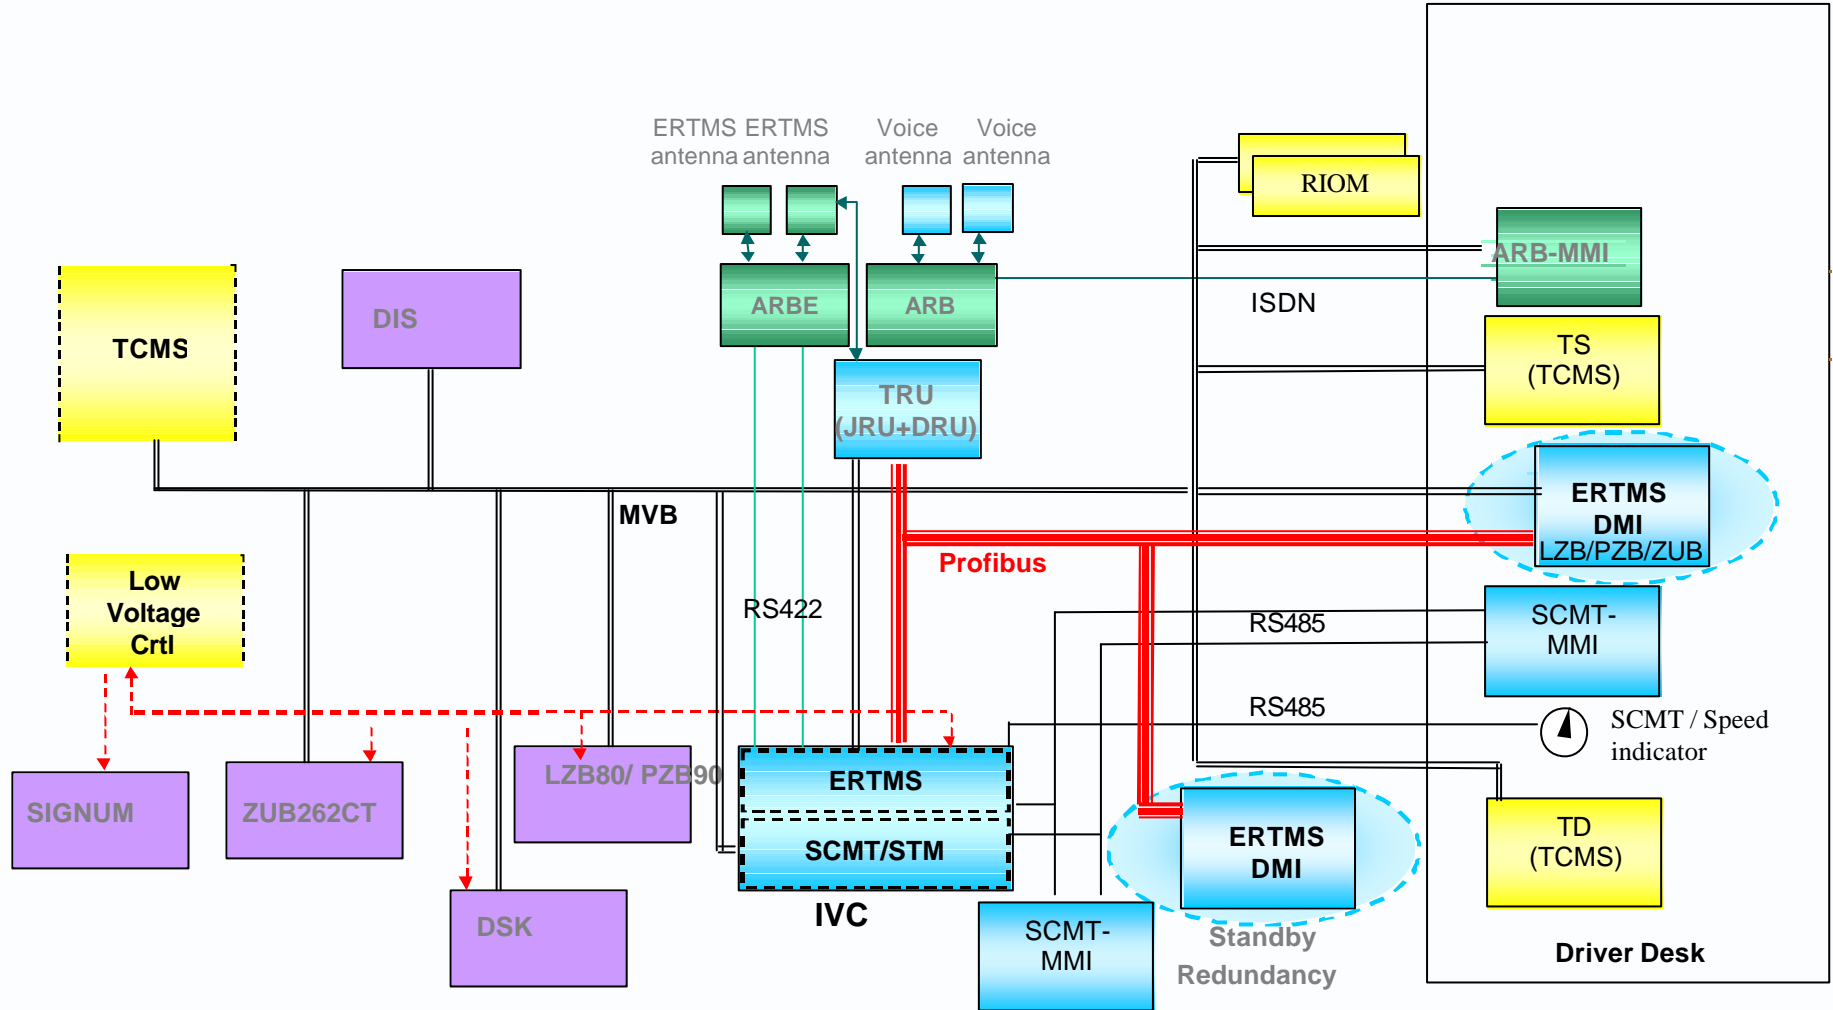 ERTMS ERTMS
antenna antenna
Voice
antenna
Voice
antenna
RIOM
ARB-MMI
ISDN
TCMS
DIS
ARBE
ARB
TS
(TCMS)
TRU
(JRU+DRU)
ERTMS
DMI
LZB/PZB/ZUB
MVB
Profibus
Low
Voltage
Crtl
RS422
RS485
SCMT-
MMI
RS485
SCMT / Speed
indicator
SIGNUM
ZUB262CT
LZB80/ PZB90
ERTMS
SCMT/STM
IVC
ERTMS
DMI
TD
(TCMS)
DSK
SCMT-
MMI
Standby
Redundancy
Driver Desk